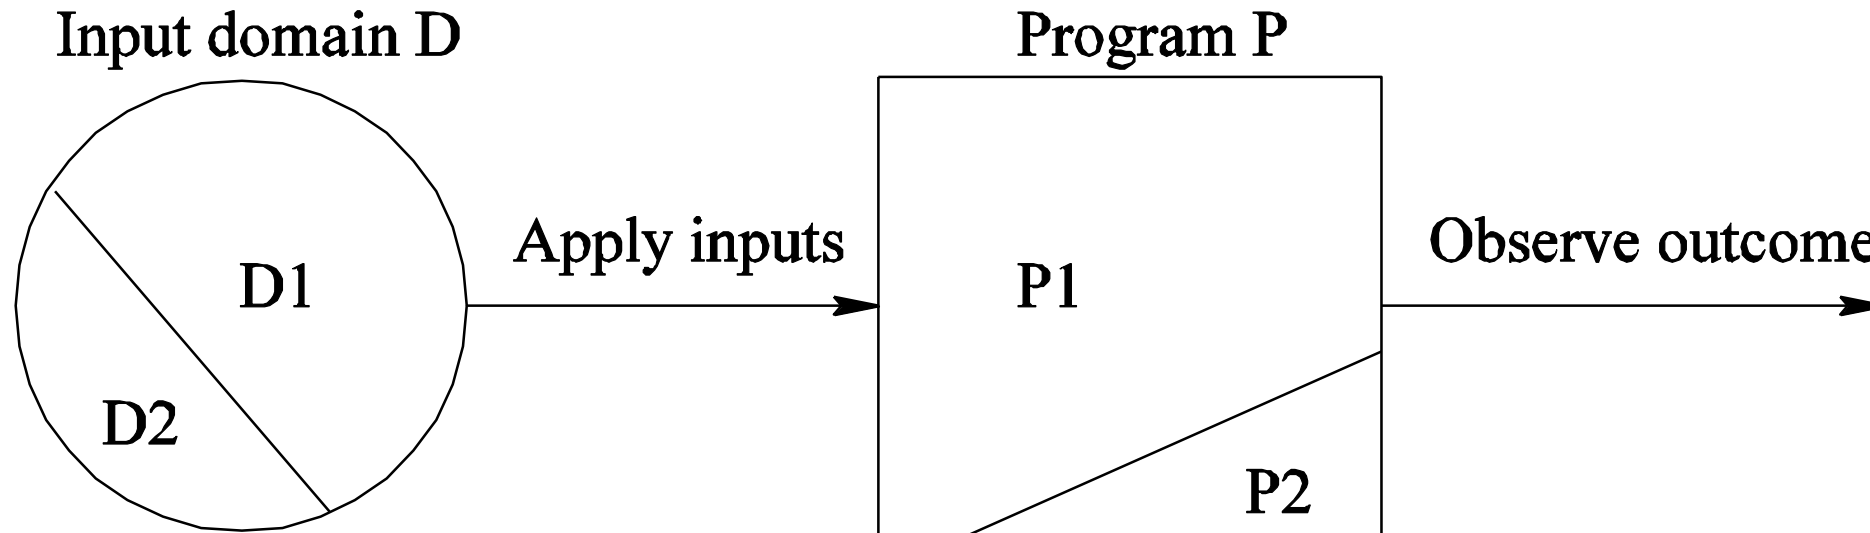 Input domain D
Program P
Apply inputs
Observe outcome
D1
P1
D2
P2